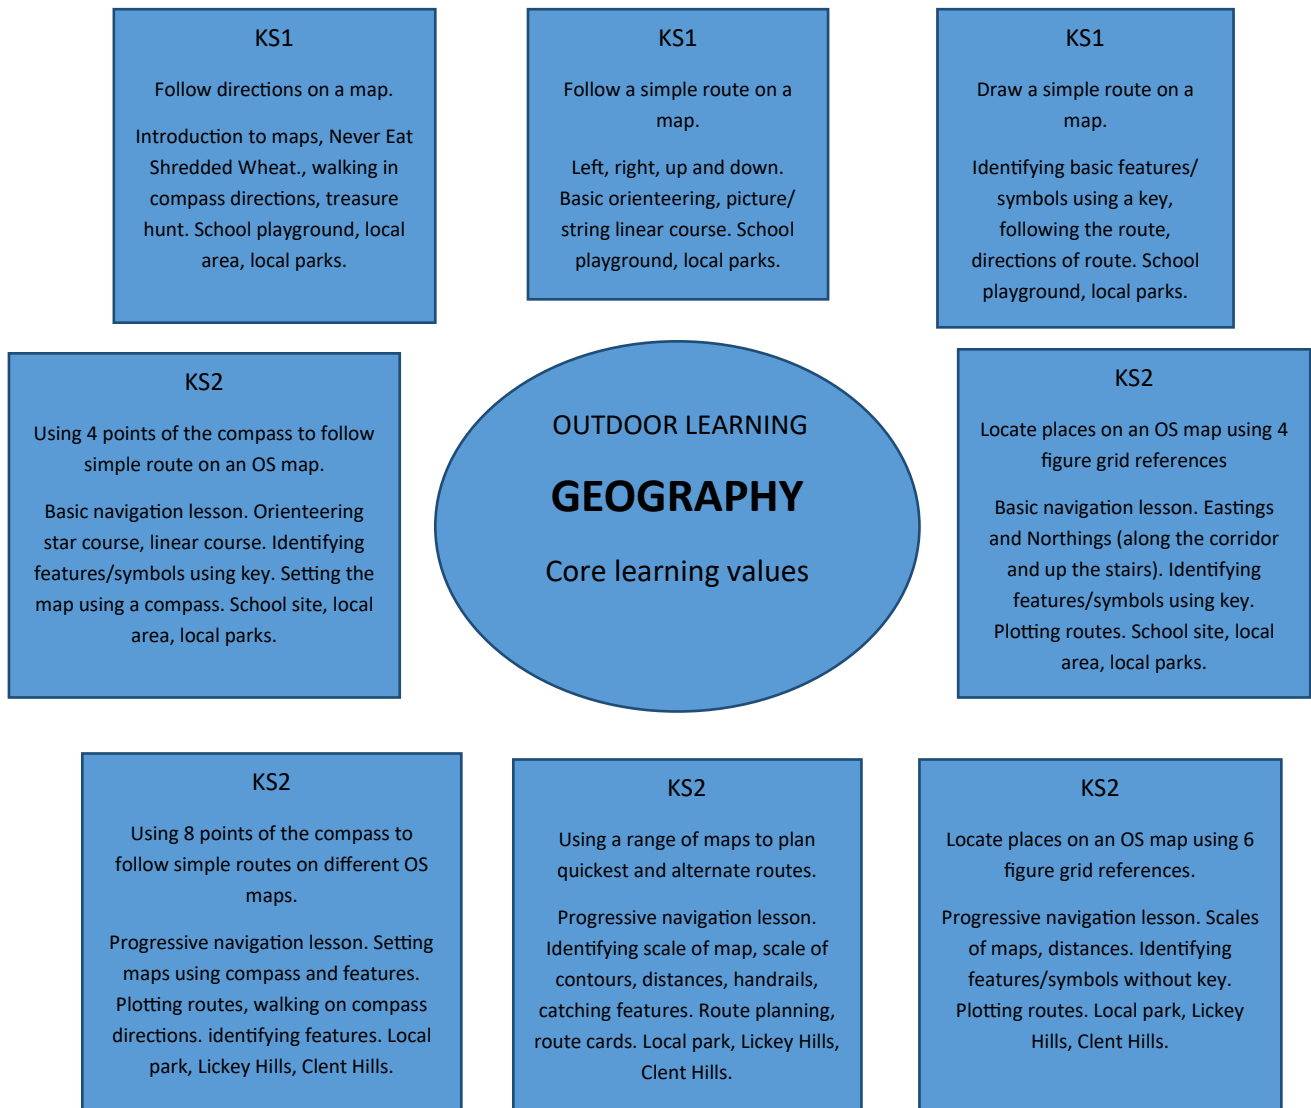 KS1
Follow directions on a map.
Introduction to maps, Never Eat
Shredded Wheat., walking in
compass directions, treasure
hunt. School playground, local
area, local parks.
KS1
Follow a simple route on a
map.
Left, right, up and down.
Basic orienteering, picture/
string linear course. School
playground, local parks.
KS1
Draw a simple route on a
map.
Identifying basic features/
symbols using a key,
following the route,
directions of route. School
playground, local parks.
KS2
Using 4 points of the compass to follow
simple route on an OS map.
Basic navigation lesson. Orienteering
star course, linear course. Identifying
features/symbols using key. Setting the
map using a compass. School site, local
area, local parks.
OUTDOOR LEARNING
GEOGRAPHY
Core learning values
KS2
Locate places on an OS map using 4
figure grid references
Basic navigation lesson. Eastings
and Northings (along the corridor
and up the stairs). Identifying
features/symbols using key.
Plotting routes. School site, local
area, local parks.
KS2
Using 8 points of the compass to
follow simple routes on different OS
maps.
Progressive navigation lesson. Setting
maps using compass and features.
Plotting routes, walking on compass
directions. identifying features. Local
park, Lickey Hills, Clent Hills.
KS2
Using a range of maps to plan
quickest and alternate routes.
Progressive navigation lesson.
Identifying scale of map, scale of
contours, distances, handrails,
catching features. Route planning,
route cards. Local park, Lickey Hills,
Clent Hills.
KS2
Locate places on an OS map using 6
figure grid references.
Progressive navigation lesson. Scales
of maps, distances. Identifying
features/symbols without key.
Plotting routes. Local park, Lickey
Hills, Clent Hills.